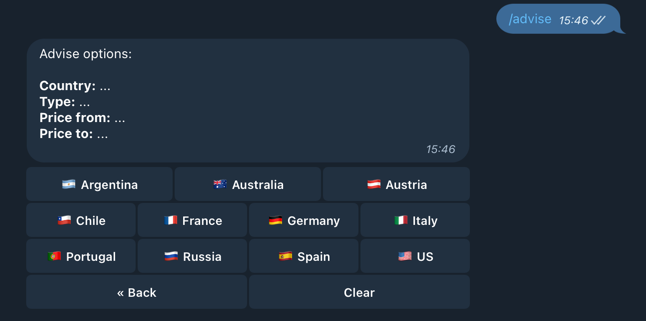 /advise 15:46
Advise options:
Country: ...
Type: ...
Price from: ...
Price to: ...
15:46
Argentina Australia Austria
Chile France Germany Italy
Portugal Russia Spain US
« Back Clear